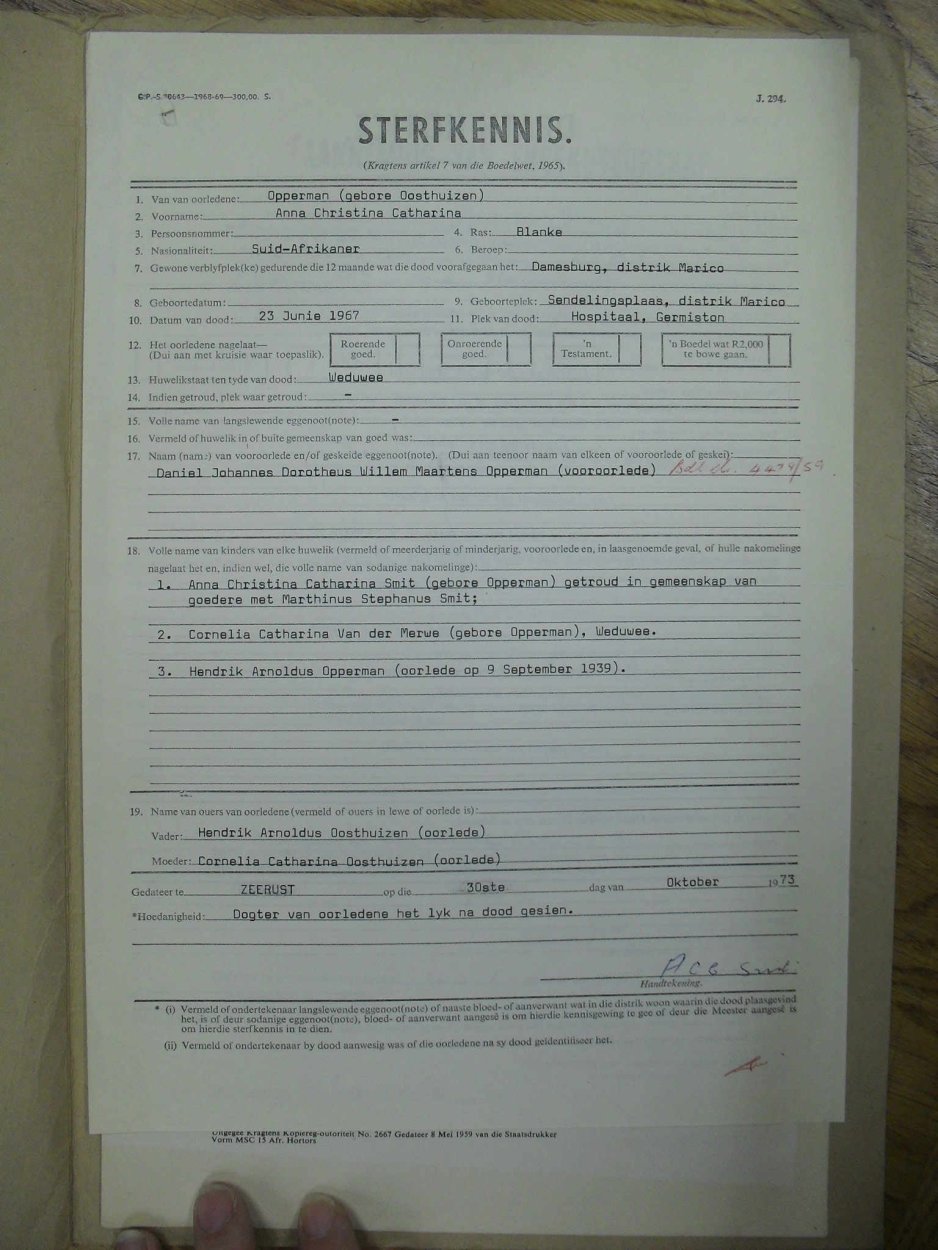 G.P.-S.
1968-69—300,00. S.
J. 294.
STERFKENNIS.
(Kragtens artikel 7 van die Boedelwet, 1965).
1. Van van oorledene: Opperman (gebore Oosthuizen)
2. Voorname: Anna Christina Catharina
3. Persoonsnommer: 4. Ras: Blanke
5. Nasionaliteit: Suid-Afrikaner 6. Beroep:
7. Gewone verblyfplek(ke) gedurende die 12 maande wat die dood voorafgegaan het: Damesburg, distrik Marico
8. Geboortedatum: 9. Geboorteplek: Sendelingsplaas, distrik Marico
10. Datum van dood: 23 Junie 1967 11. Plek van dood: Hospitaal, Germiston
12. Het oorledene nagelaat—
(Dui aan met kruisie waar toepaslik).
Roerende
goed.
Onroerende
goed.
'n
Testament.
'n Boedel wat R2,000
te bowe gaan.
13. Huwelikstaat ten tyde van dood: Weduwee
14. Indien getroud, plek waar getroud: –
15. Volle name van langslewende eggenoot(note): –
16. Vermeld of huwelik in of buite gemeenskap van goed was:
17. Naam (name) van vooroorlede en/of geskeide eggenoot(note). (Dui aan teenoor naam van elkeen of vooroorlede of geskei):
Daniel Johannes Dorotheus Willem Maartens Opperman (vooroorlede)
18. Volle name van kinders van elke huwelik (vermeld of meerderjarig of minderjarig, vooroorlede en, in laasgenoemde geval, of hulle nakomelinge
nagelaat het en, indien wel, die volle name van sodanige nakomelinge):
1. Anna Christina Catharina Smit (gebore Opperman) getroud in gemeenskap van
goedere met Marthinus Stephanus Smit;
2. Cornelia Catharina Van der Merwe (gebore Opperman), Weduwee.
3. Hendrik Arnoldus Opperman (oorlede op 9 September 1939).
19. Name van ouers van oorledene (vermeld of ouers in lewe of oorlede is):
Vader: Hendrik Arnoldus Oosthuizen (oorlede)
Moeder: Cornelia Catharina Oosthuizen (oorlede)
Gedateer te ZEERUST op die 30ste dag van Oktober 1973
*Hoedanigheid: Dogter van oorledene het lyk na dood gesien.
Handtekening.
* (i) Vermeld of ondertekenaar langslewende eggenoot(note) of naaste bloed- of aanverwant wat in die distrik woon waarin die dood plaasgevind
het, is of deur sodanige eggenoot(note), bloed- of aanverwant aangesê is om hierdie kennisgewing te gee of deur die Meester aangesê is
om hierdie sterfkennis in te dien.
(ii) Vermeld of ondertekenaar by dood aanwesig was of die oorledene na sy dood geïdentifiseer het.
Uitgegee Kragtens Kopiereg-outoriteit No. 2667 Gedateer 8 Mei 1959 van die Staatsdrukker
Vorm MSC 15 Afr. Hortors